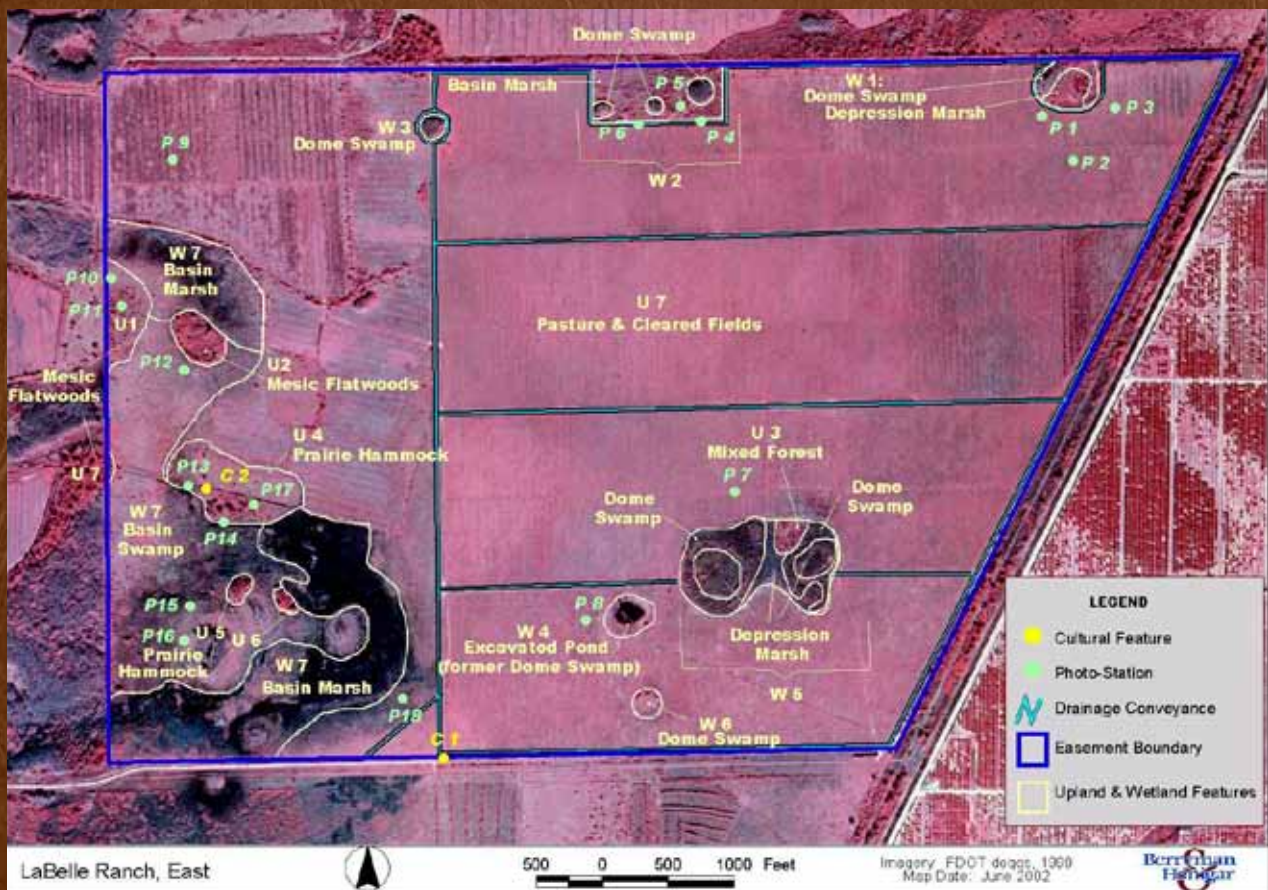 Dome Swamp
Basin Marsh
P 5
W 1:
Dome Swamp
Depression Marsh
P 3
P 1
P 6
P 4
W 3
Dome Swamp
P 9
W 2
P 2
W 7
Basin
Marsh
P10
P11
U1
U 7
Pasture & Cleared Fields
P12
U2
Mesic Flatwoods
Mesic
Flatwoods
U 4
Prairie Hammock
U 3
Mixed Forest
U 7
P13
C 2
P17
P 7
Dome
Swamp
Dome
Swamp
W 7
Basin
Swamp
P14
P15
P16
U 5
U 6
Prairie
Hammock
W 7
Basin Marsh
P18
P 8
W 4
Excavated Pond
(former Dome Swamp)
Depression
Marsh
W 5
W 6
Dome Swamp
C 1
LEGEND
Cultural Feature
Photo-Station
Drainage Conveyance
Easement Boundary
Upland & Wetland Features
LaBelle Ranch, East
500 0 500 1000 Feet
Imagery FDOT
Map Date: June 2002
Berryman